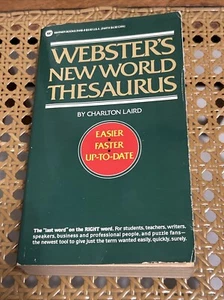 WEBSTER'S
NEW WORLD
THESAURUS
BY CHARLTON LAIRD
EASIER
FASTER
UP-TO-DATE
The "last word" on the RIGHT word. For students, teachers, writers,
speakers, business and professional people, and puzzle fans—
the newest tool to give just the term wanted easily, quickly, surely.